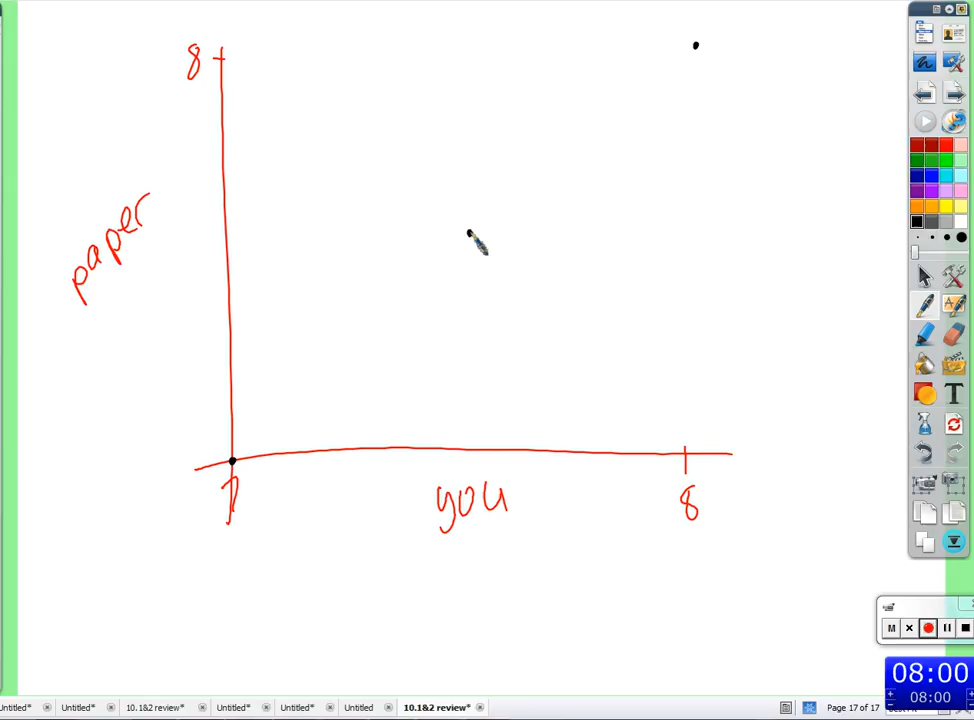 8
paper
7
you
8
M
08:00
08:00
Untitled*
Untitled*
10.1&2 review*
Untitled*
Untitled*
Untitled
10.1&2 review*
Page 17 of 17